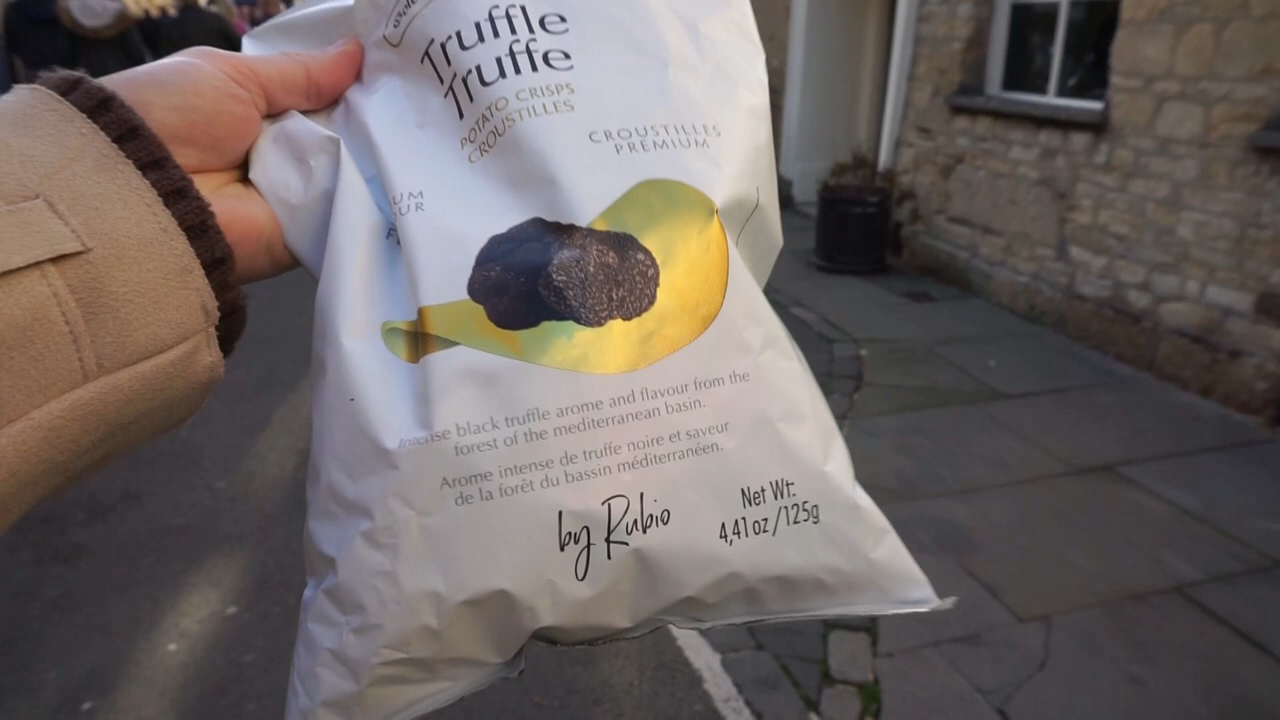 Truffle
Truffe
POTATO CRISPS
CROUSTILLES
CROUSTILLES
PREMIUM
UM
UR
Intense black truffle arome and flavour from the
forest of the mediterranean basin.
Arome intense de truffe noire et saveur
de la forêt du bassin méditerranéen.
by Rubio
Net Wt.
4,41 oz/125g